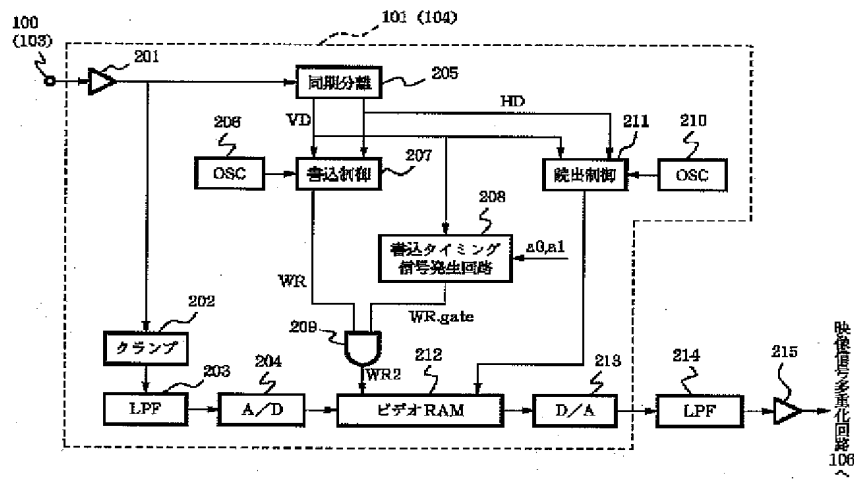 100
(103)
101 (104)
201
同期分離
205
HD
VD
206
OSC
207
書込制御
211
210
読出制御
OSC
208
書込タイミング
信号発生回路
a0,a1
WR
WR.gate
209
WR2
202
クランプ
203
LPF
204
A/D
212
ビデオRAM
213
D/A
214
LPF
215
映像信号多重化回路106へ